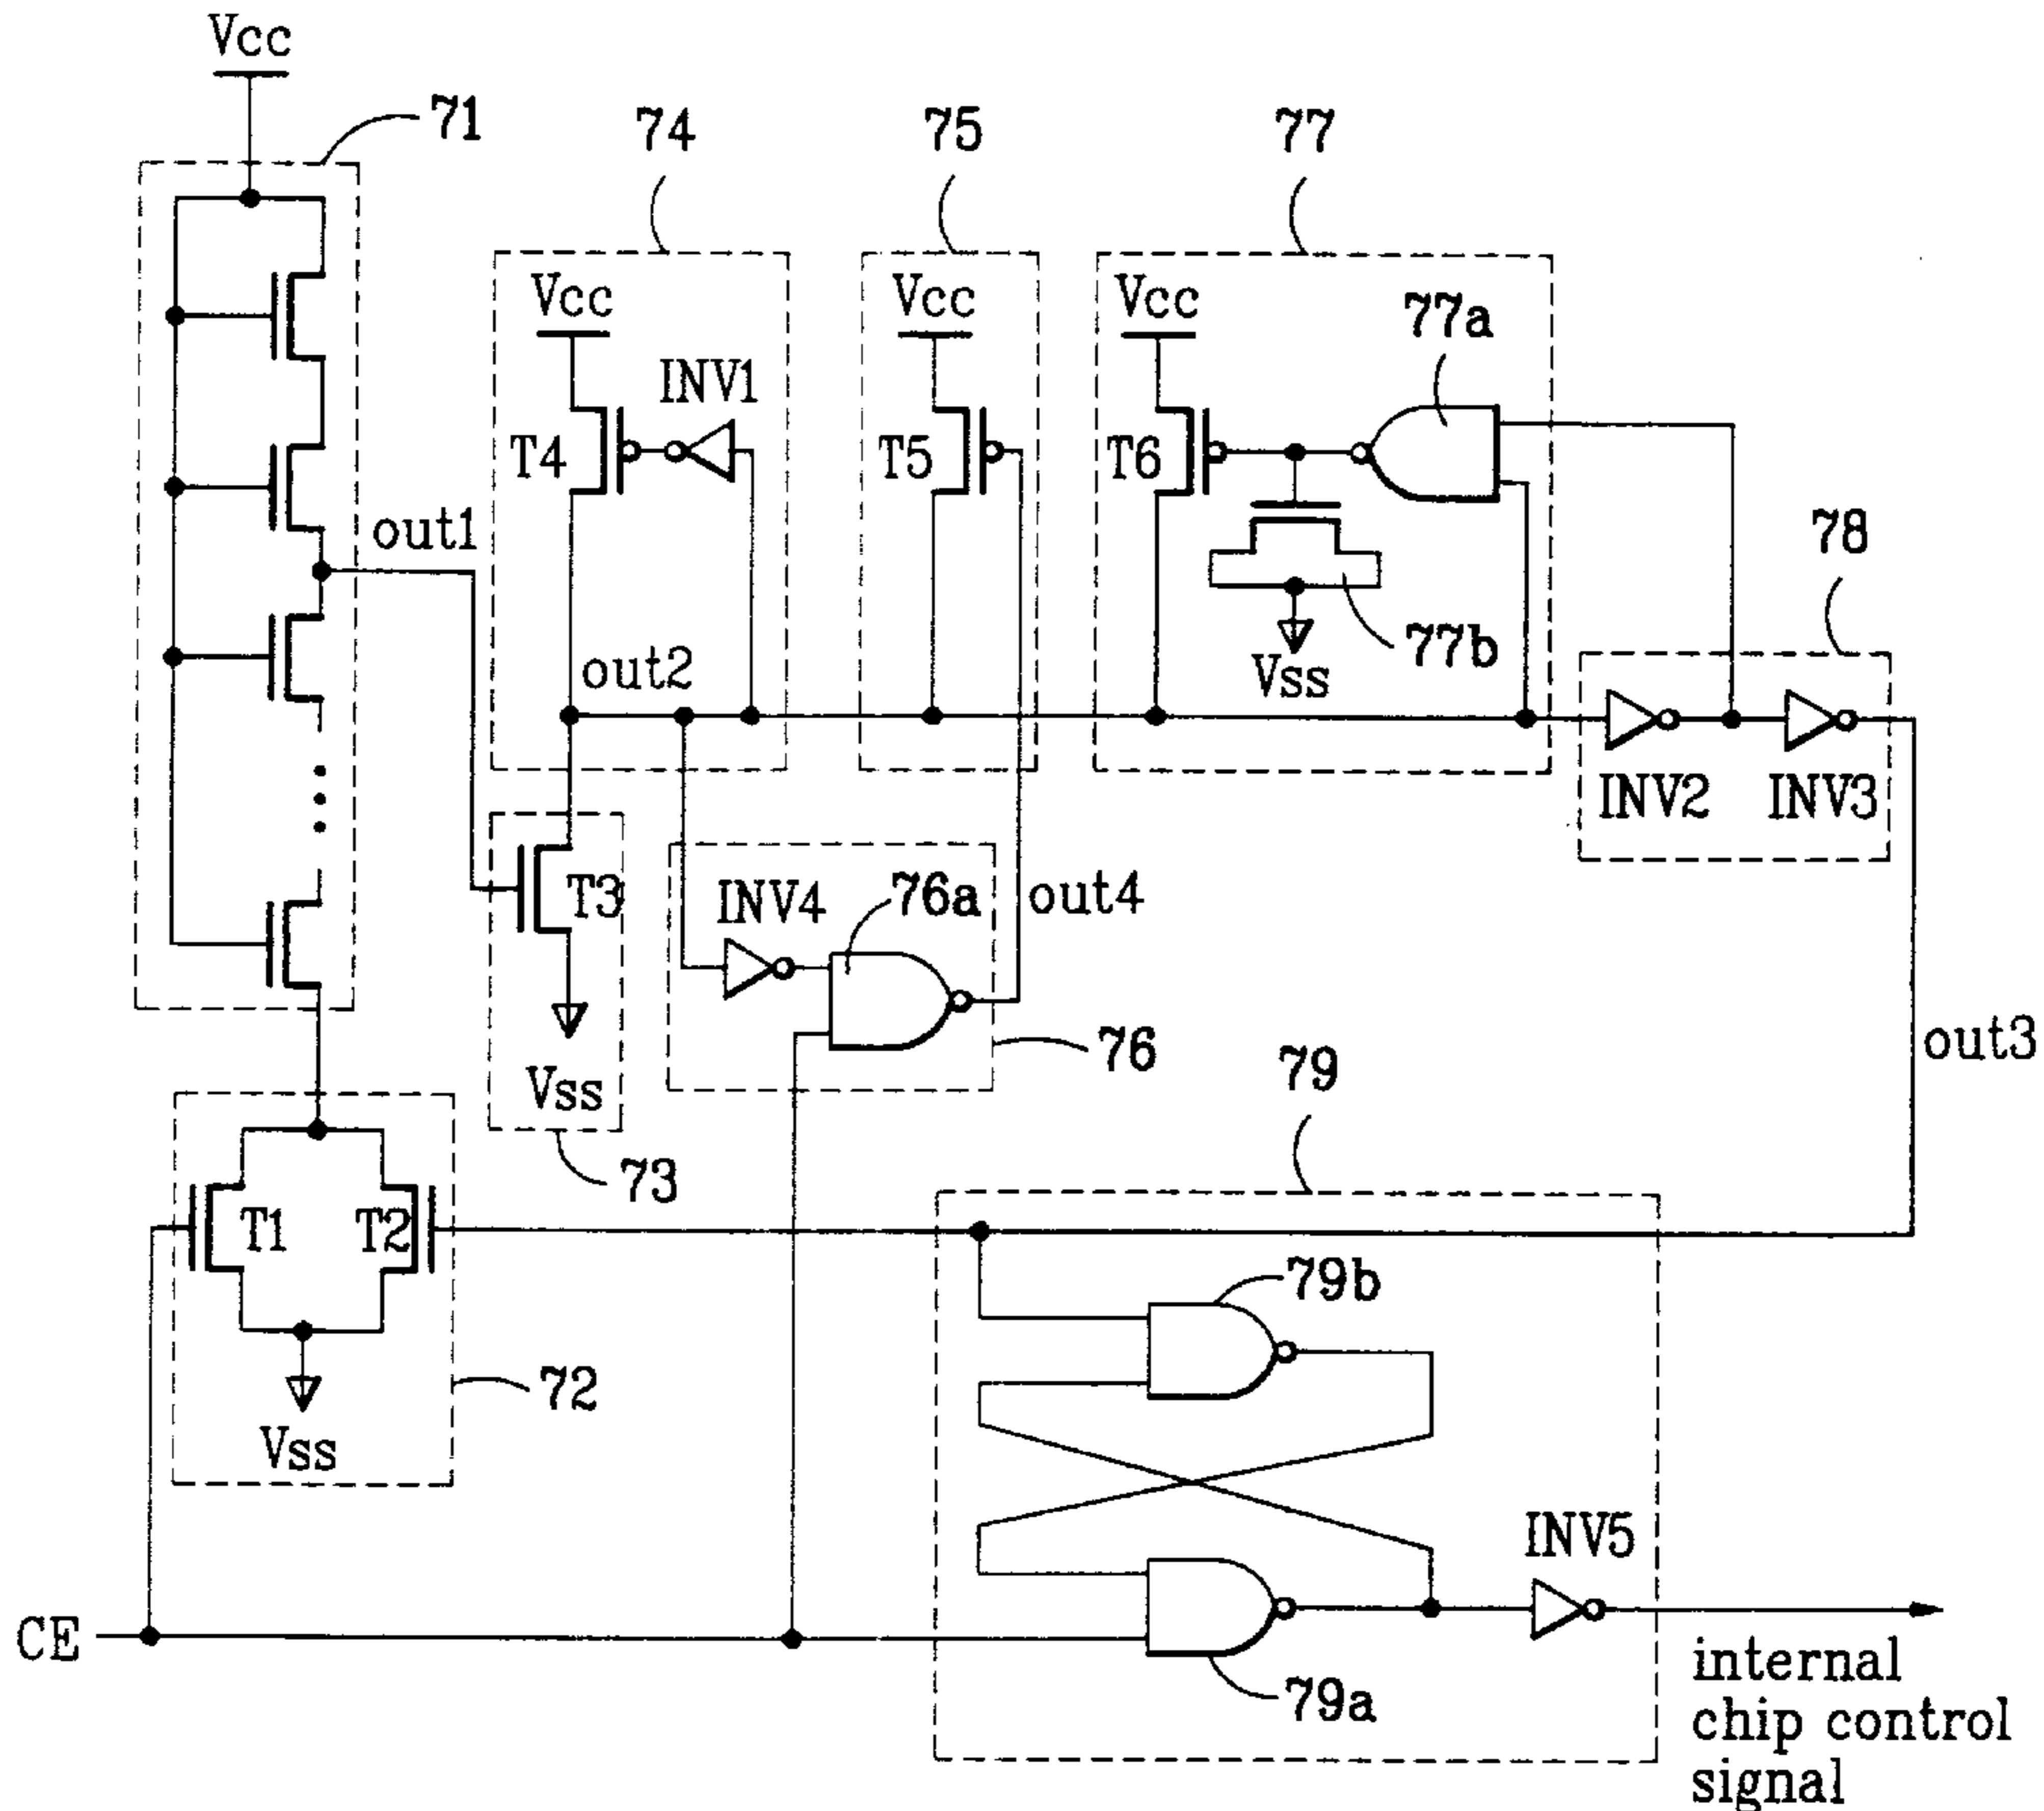 Vcc
71
74
75
77
Vcc
Vcc
Vcc
77a
INV1
T4
T5
T6
78
out1
77b
Vss
out2
INV2
INV3
T3
INV4
76a
out4
out3
Vss
76
79
73
T1
T2
79b
72
Vss
INV5
CE
79a
internal
chip control
signal